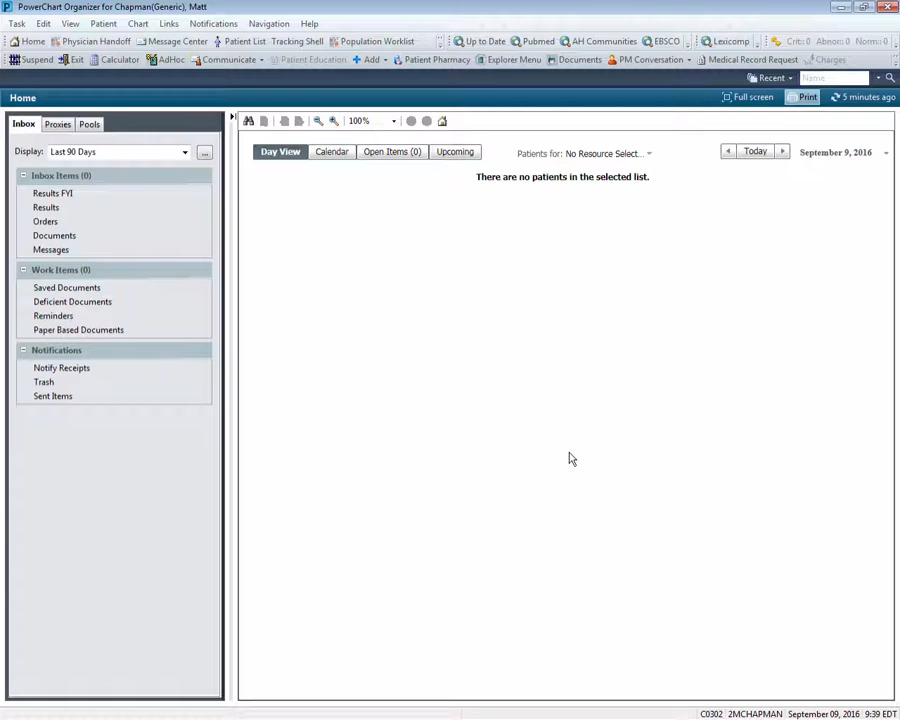 PowerChart Organizer for Chapman(Generic), Matt
Task Edit View Patient Chart Links Notifications Navigation Help
Home Physician Handoff Message Center Patient List Tracking Shell Population Worklist Up to Date Pubmed AH Communities EBSCO Lexicomp Crit: 0 Abnor: 0 Norm: 0
Suspend Exit Calculator AdHoc Communicate Patient Education Add Patient Pharmacy Explorer Menu Documents PM Conversation Medical Record Request Charges
Recent Name
Home Full screen Print 5 minutes ago
Inbox Proxies Pools
100%
Display: Last 90 Days ...
Day View Calendar Open Items (0) Upcoming Patients for: No Resource Select... Today September 9, 2016
There are no patients in the selected list.
Inbox Items (0)
Results FYI
Results
Orders
Documents
Messages
Work Items (0)
Saved Documents
Deficient Documents
Reminders
Paper Based Documents
Notifications
Notify Receipts
Trash
Sent Items
C0302 2MCHAPMAN September 09, 2016 9:39 EDT